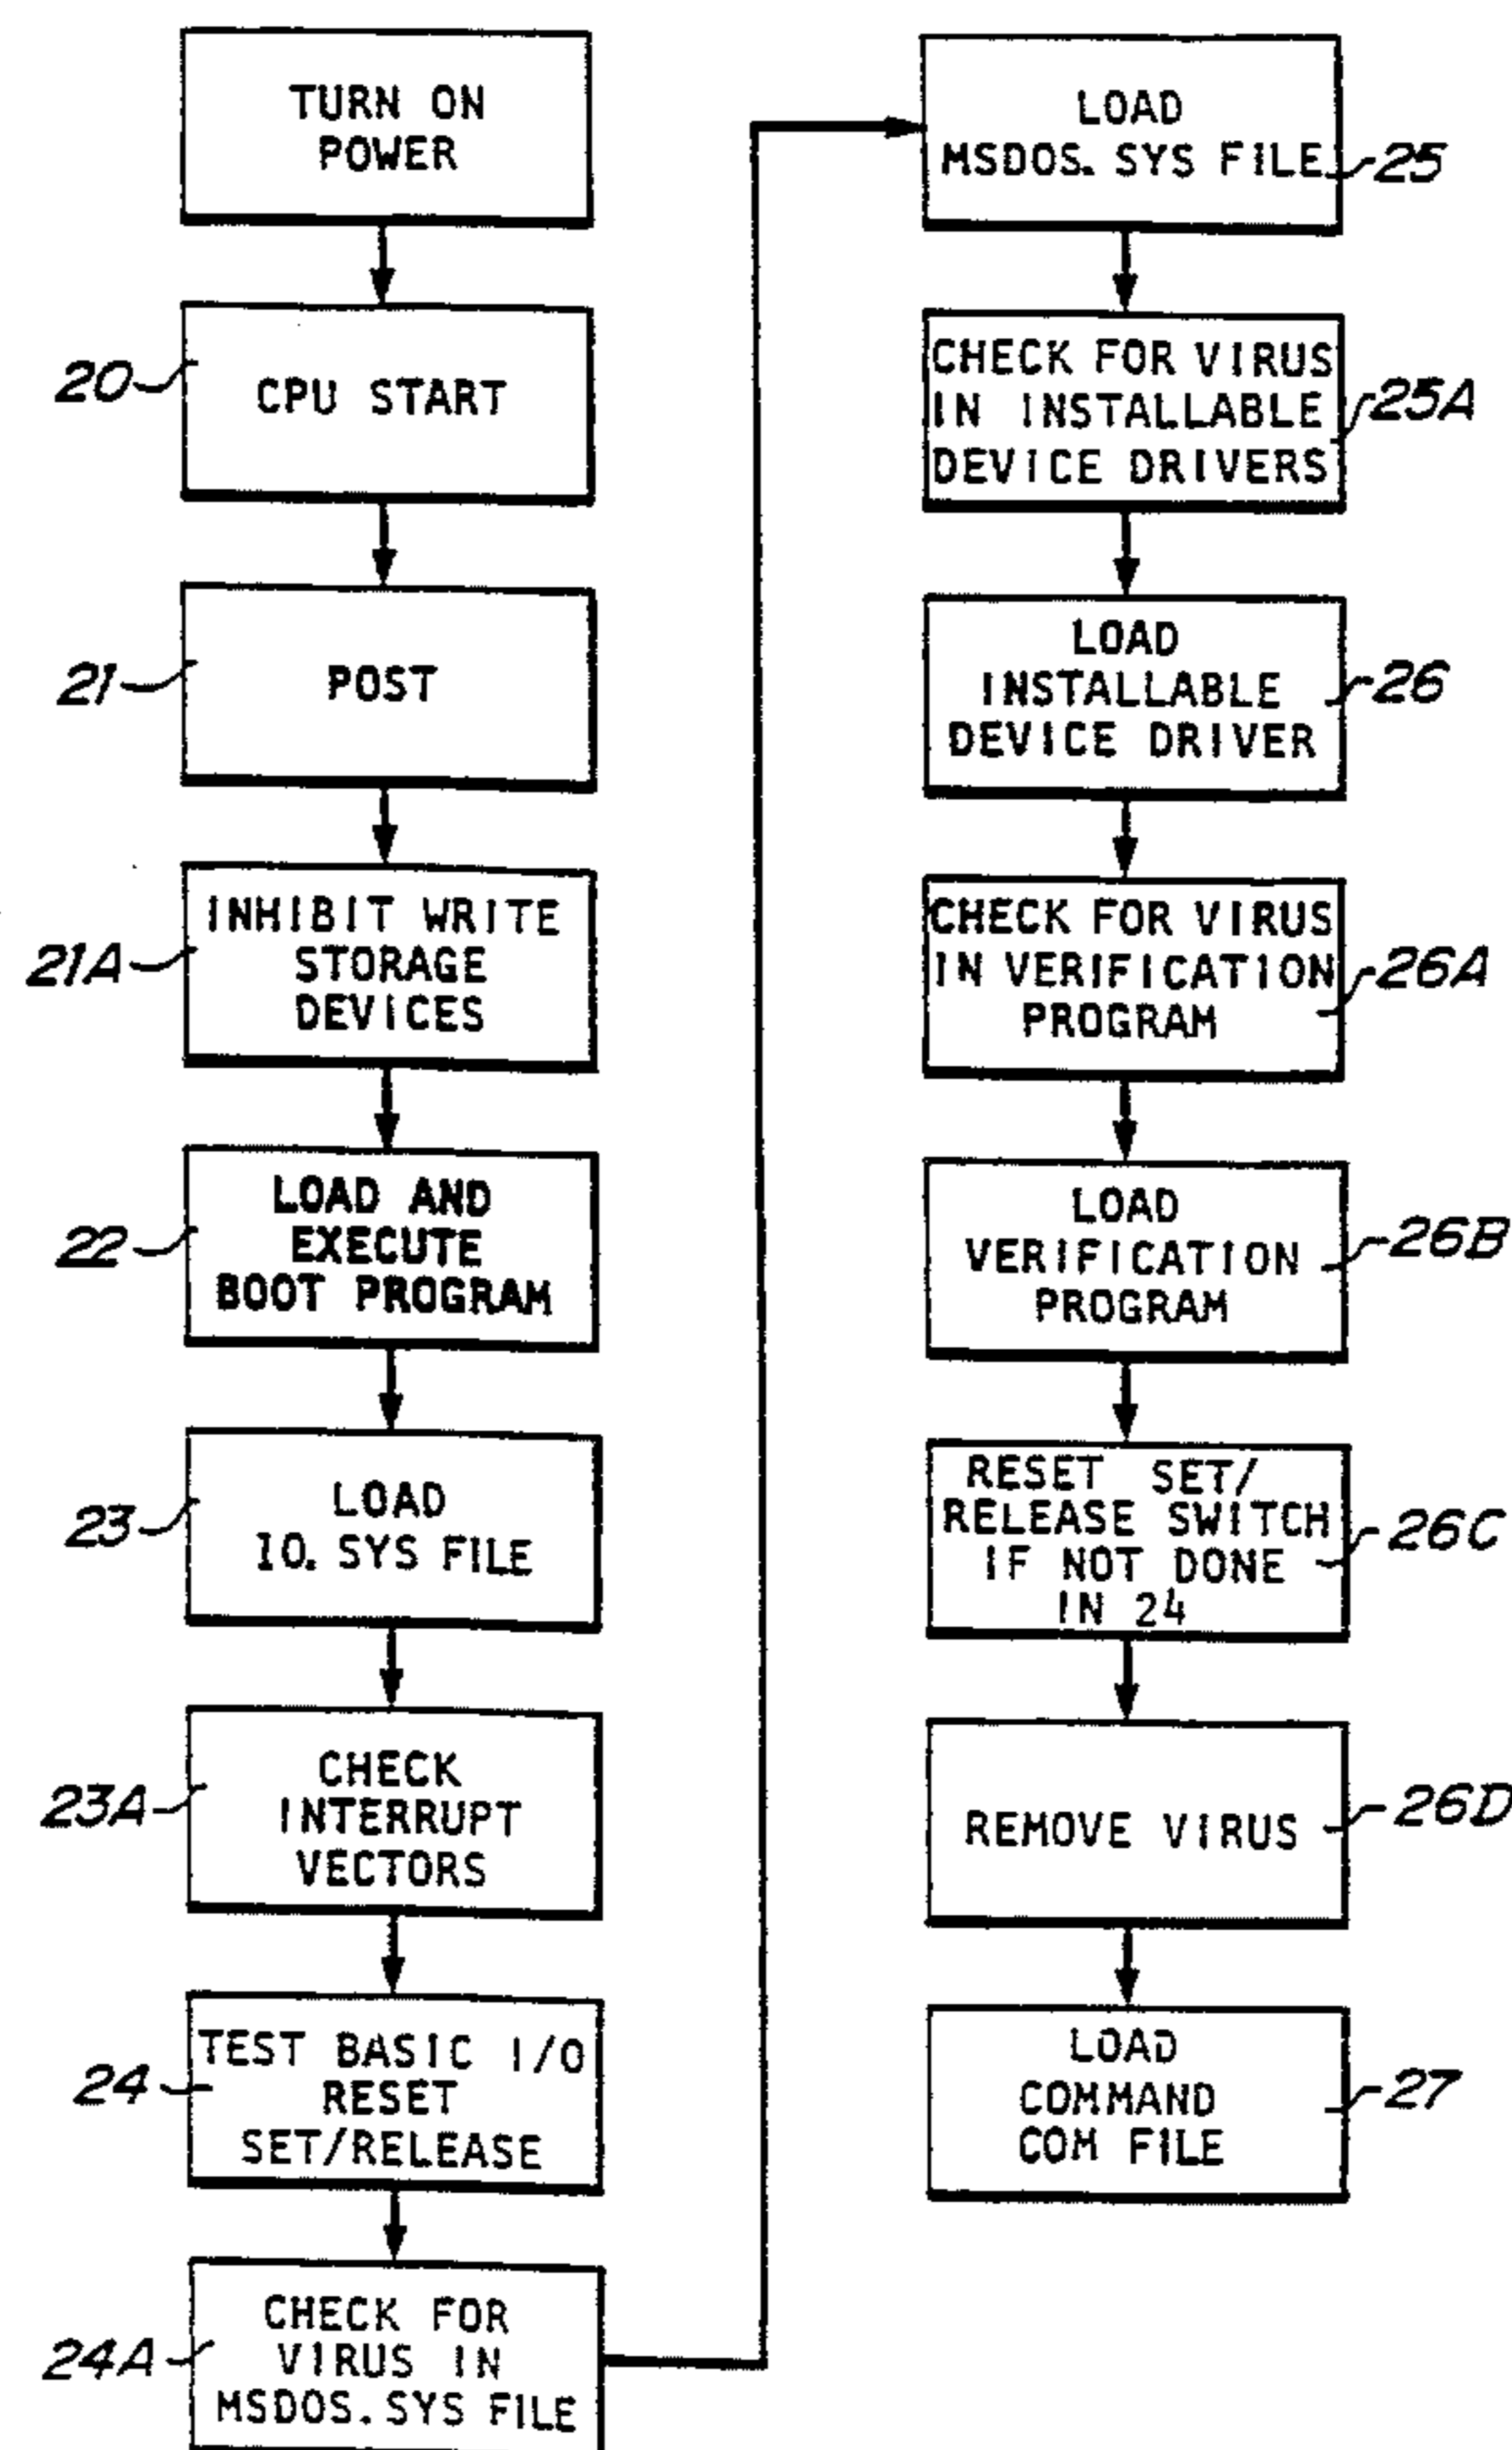 TURN ON
POWER
20
CPU START
21
POST
21A
INHIBIT WRITE
STORAGE
DEVICES
22
LOAD AND
EXECUTE
BOOT PROGRAM
23
LOAD
IO. SYS FILE
23A
CHECK
INTERRUPT
VECTORS
24
TEST BASIC I/O
RESET
SET/RELEASE
24A
CHECK FOR
VIRUS IN
MSDOS. SYS FILE
LOAD
MSDOS. SYS FILE
25
CHECK FOR VIRUS
IN INSTALLABLE
DEVICE DRIVERS
25A
LOAD
INSTALLABLE
DEVICE DRIVER
26
CHECK FOR VIRUS
IN VERIFICATION
PROGRAM
26A
LOAD
VERIFICATION
PROGRAM
26B
RESET SET/
RELEASE SWITCH
IF NOT DONE
IN 24
26C
REMOVE VIRUS
26D
LOAD
COMMAND
COM FILE
27